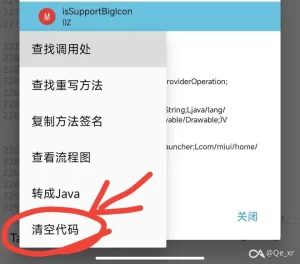 M
isSupportBigIcon
()Z
查找调用处
查找重写方法
oviderOperation;
复制方法签名
String;Ljava/lang/
vable/Drawable;)V
查看流程图
auncher;Lcom/miui/home/
转成Java
清空代码
关闭
@Qe_xr